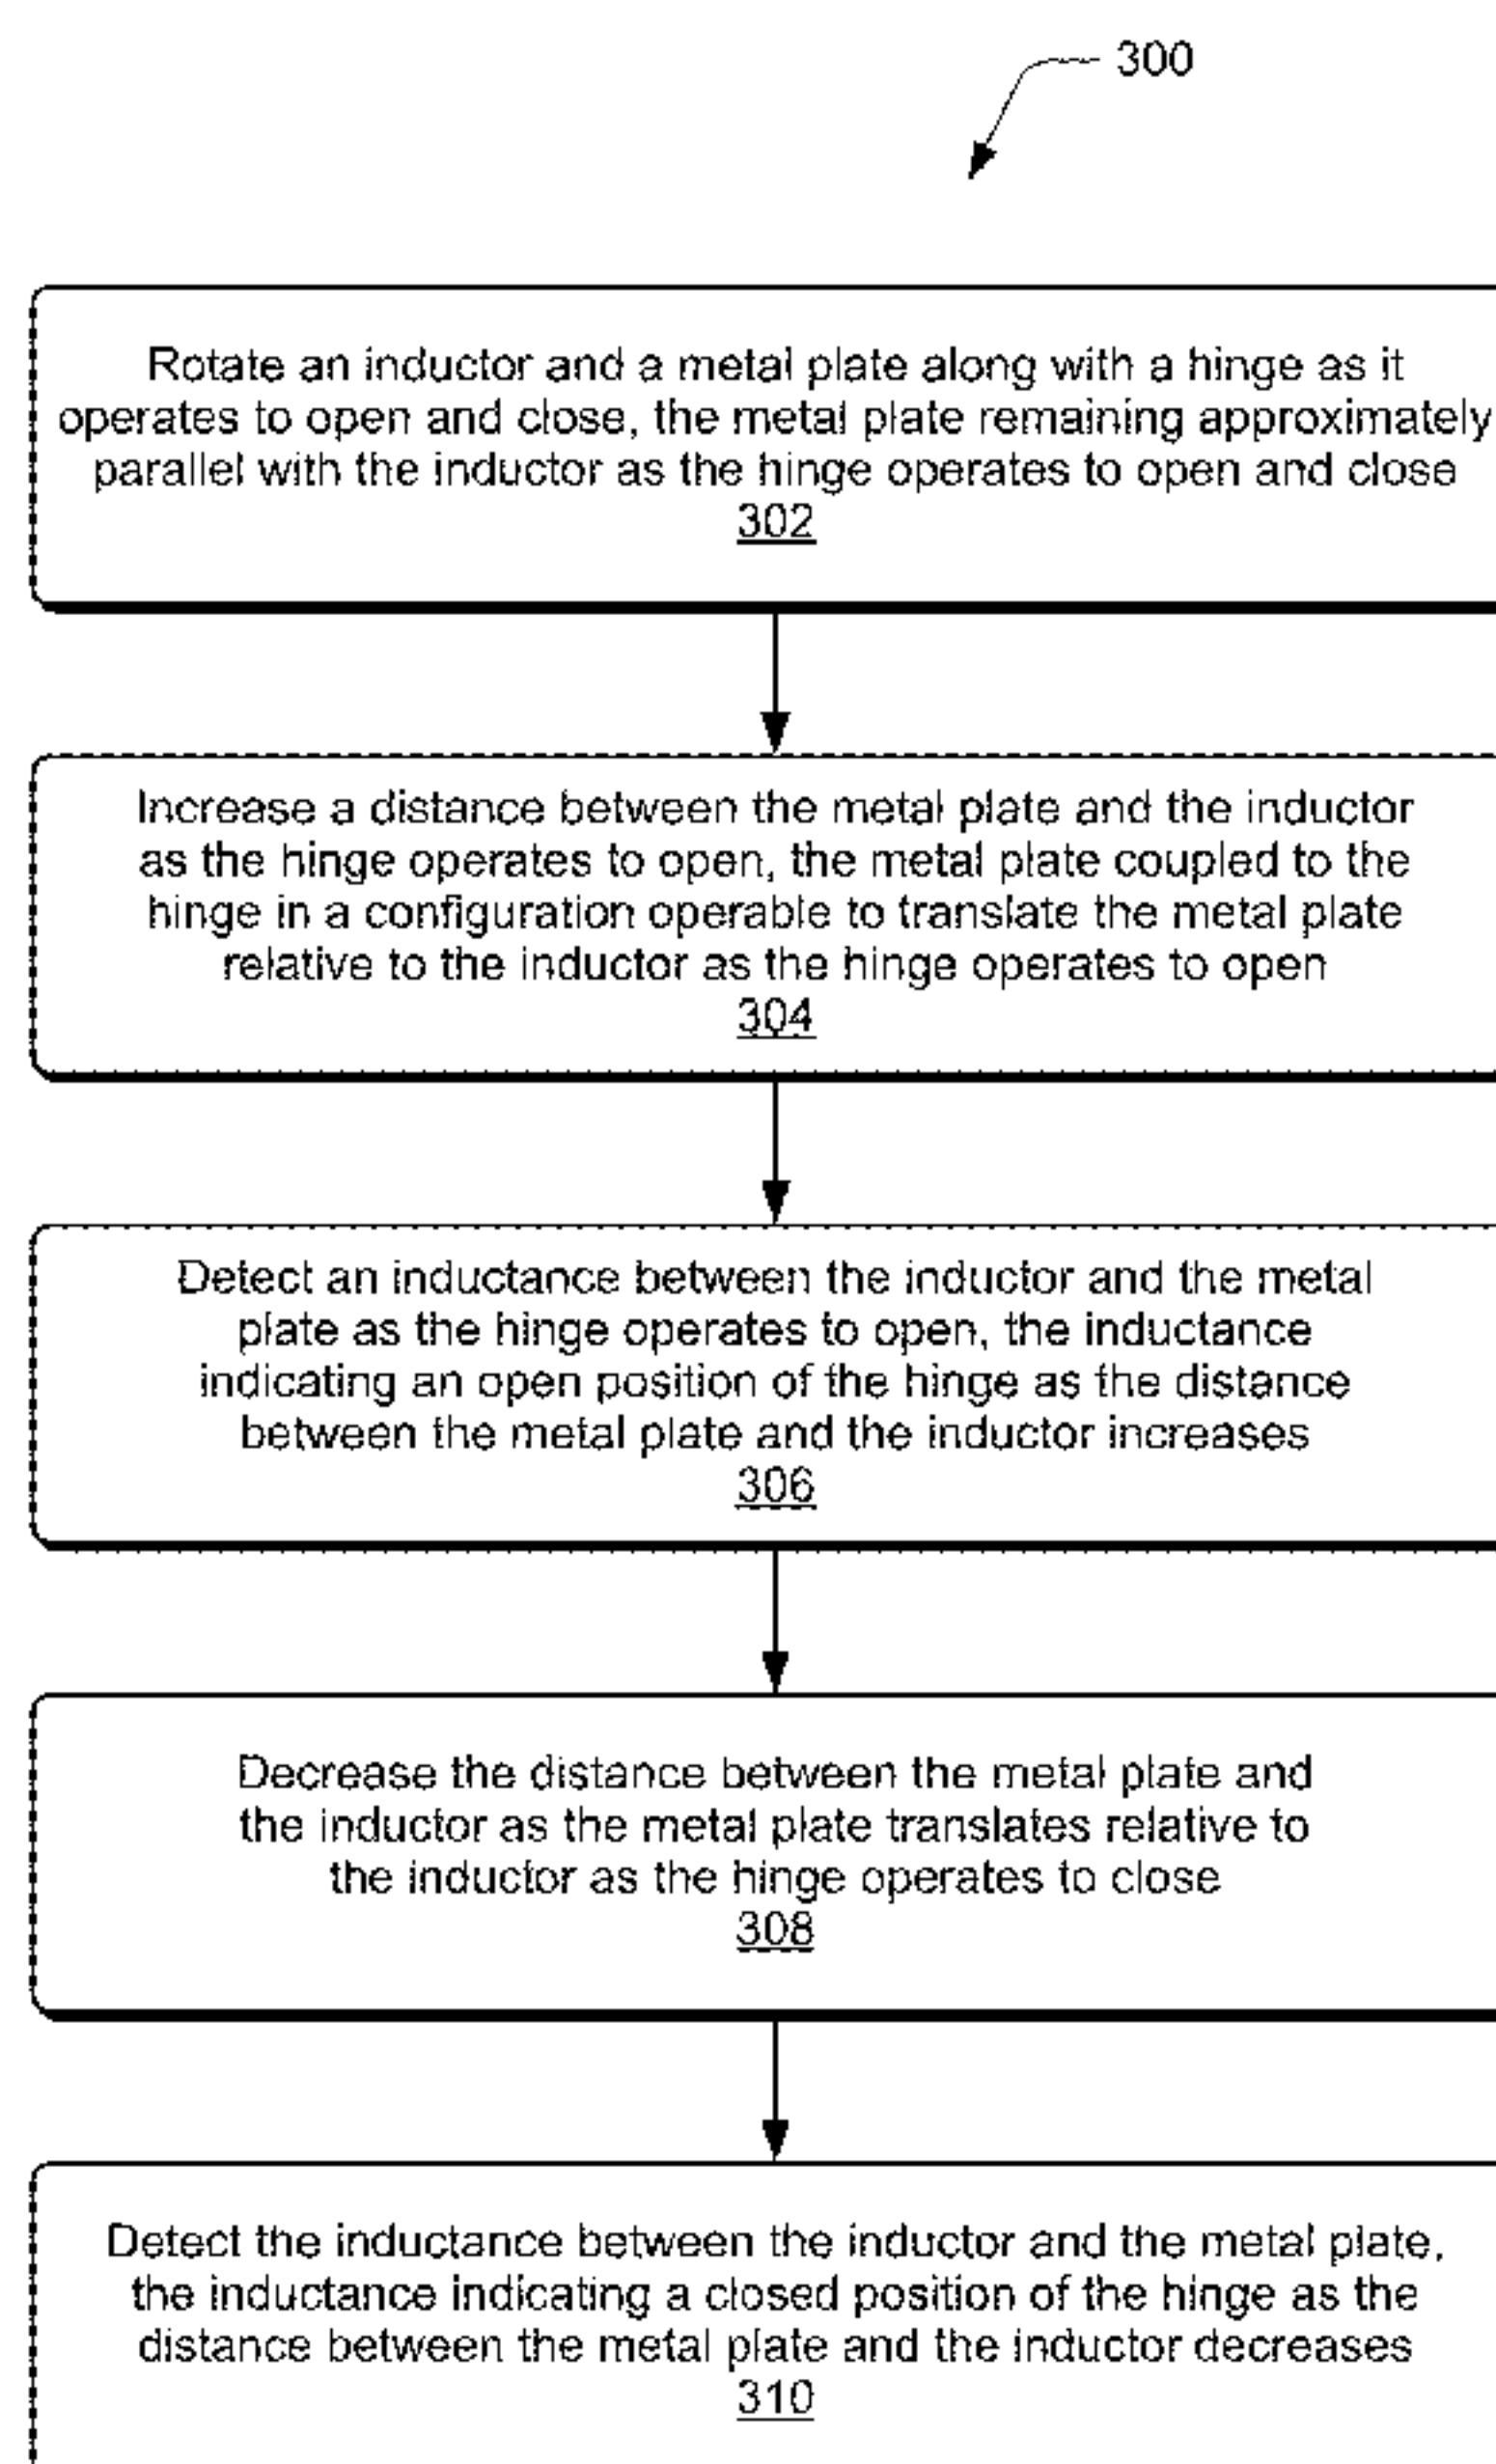 300
Rotate an inductor and a metal plate along with a hinge as it
operates to open and close, the metal plate remaining approximately
parallel with the inductor as the hinge operates to open and close
302
Increase a distance between the metal plate and the inductor
as the hinge operates to open, the metal plate coupled to the
hinge in a configuration operable to translate the metal plate
relative to the inductor as the hinge operates to open
304
Detect an inductance between the inductor and the metal
plate as the hinge operates to open, the inductance
indicating an open position of the hinge as the distance
between the metal plate and the inductor increases
306
Decrease the distance between the metal plate and
the inductor as the metal plate translates relative to
the inductor as the hinge operates to close
308
Detect the inductance between the inductor and the metal plate,
the inductance indicating a closed position of the hinge as the
distance between the metal plate and the inductor decreases
310